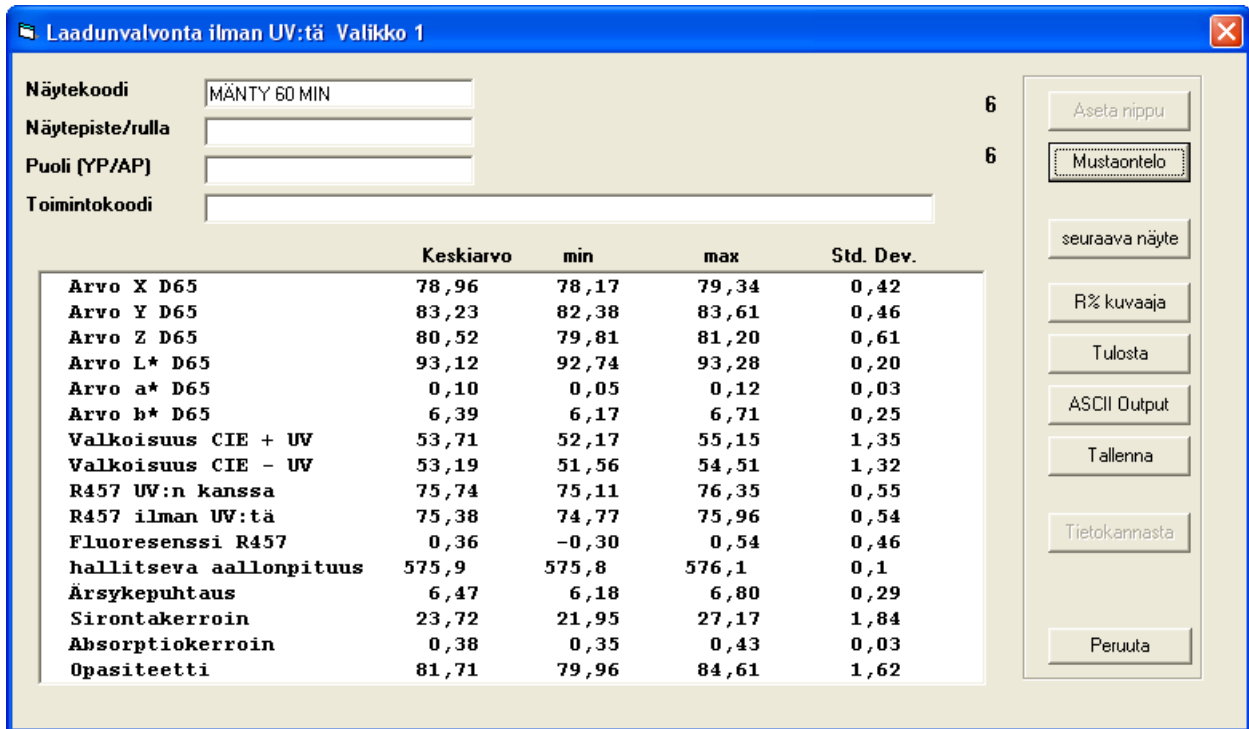 Laadunvalvonta ilman UV:tä Valikko 1
Näytekoodi MÄNTY 60 MIN
Näytepiste/rulla
Puoli (YP/AP)
Toimintokoodi
6
6
Keskiarvo min max Std. Dev.
Arvo X D65 78,96 78,17 79,34 0,42
Arvo Y D65 83,23 82,38 83,61 0,46
Arvo Z D65 80,52 79,81 81,20 0,61
Arvo L* D65 93,12 92,74 93,28 0,20
Arvo a* D65 0,10 0,05 0,12 0,03
Arvo b* D65 6,39 6,17 6,71 0,25
Valkoisuus CIE + UV 53,71 52,17 55,15 1,35
Valkoisuus CIE - UV 53,19 51,56 54,51 1,32
R457 UV:n kanssa 75,74 75,11 76,35 0,55
R457 ilman UV:tä 75,38 74,77 75,96 0,54
Fluoresenssi R457 0,36 -0,30 0,54 0,46
hallitseva aallonpituus 575,9 575,8 576,1 0,1
Ärsykepuhtaus 6,47 6,18 6,80 0,29
Sirontakerroin 23,72 21,95 27,17 1,84
Absorptiokerroin 0,38 0,35 0,43 0,03
Opasiteetti 81,71 79,96 84,61 1,62
Aseta nippu
Mustaontelo
seuraava näyte
R% kuvaaja
Tulosta
ASCII Output
Tallenna
Tietokannasta
Peruuta